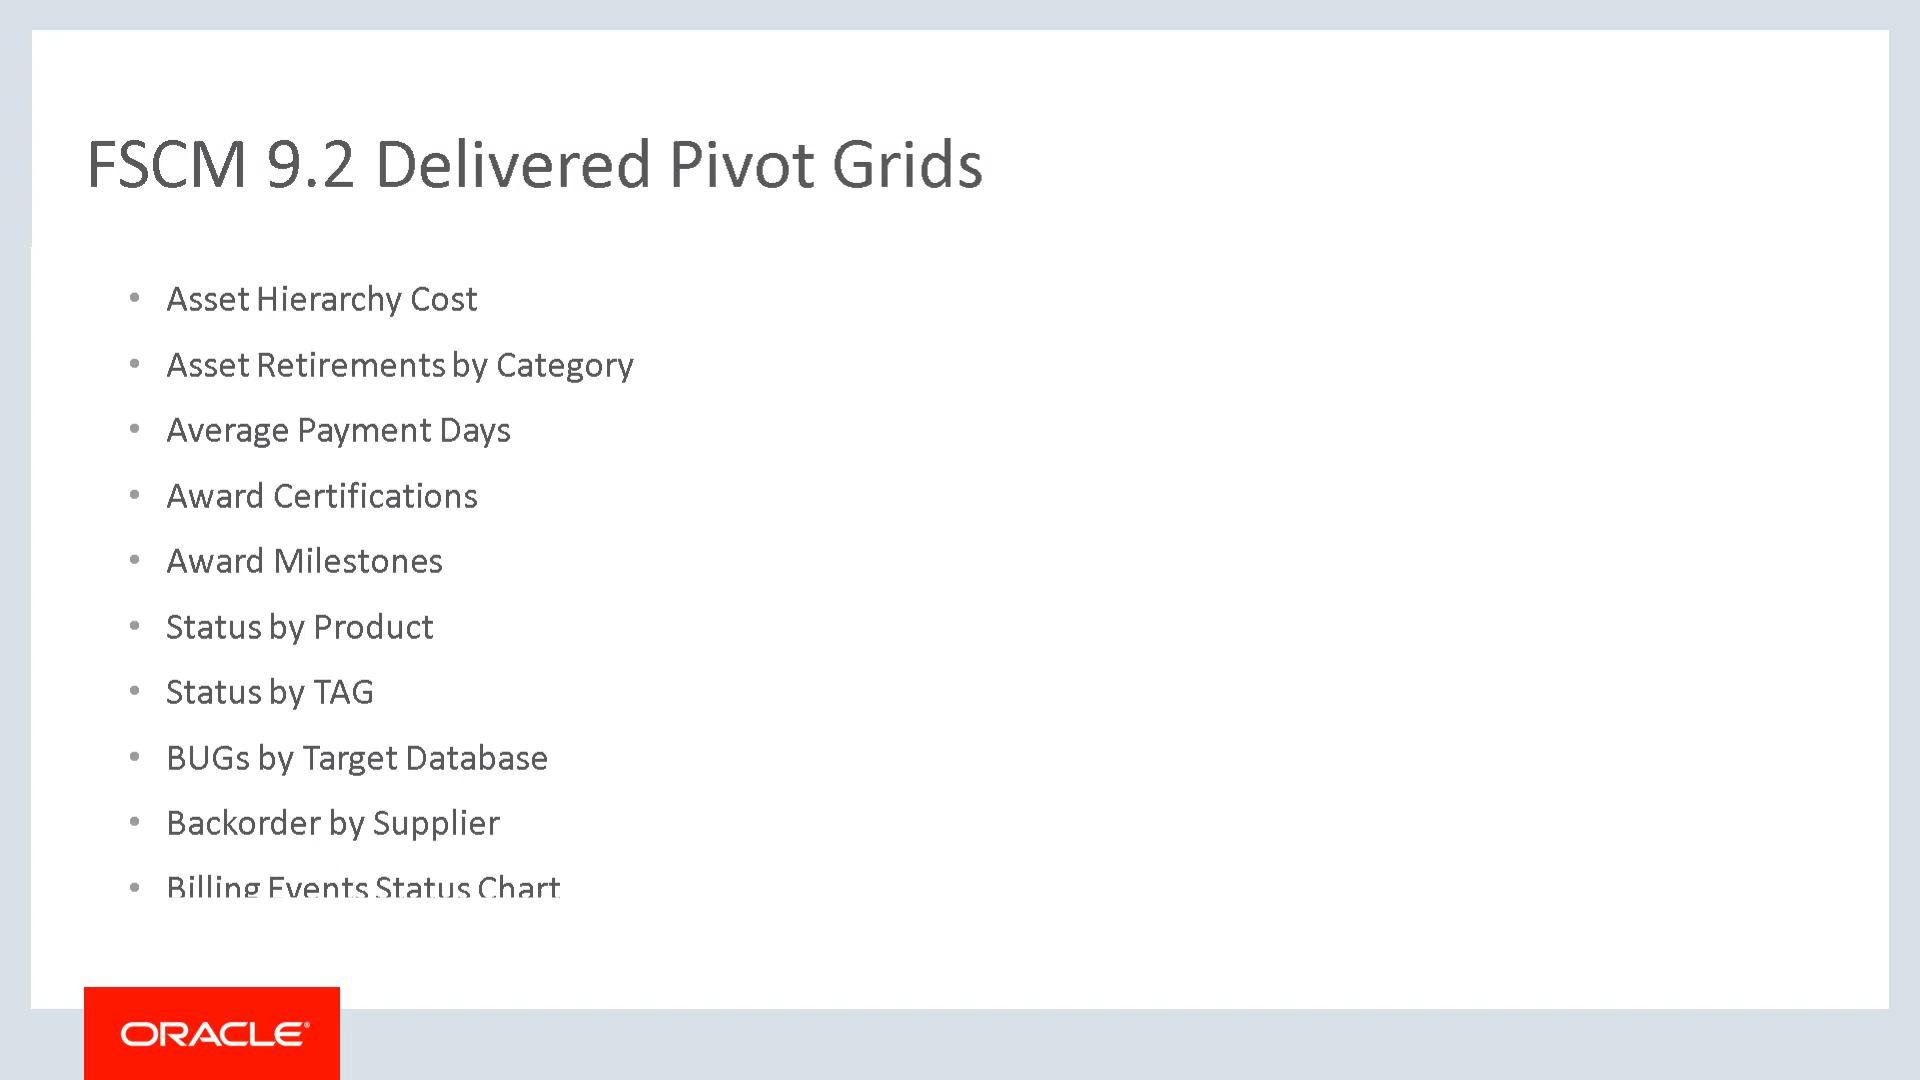 FSCM 9.2 Delivered Pivot Grids
• Asset Hierarchy Cost
• Asset Retirements by Category
• Average Payment Days
• Award Certifications
• Award Milestones
• Status by Product
• Status by TAG
• BUGs by Target Database
• Backorder by Supplier
• Billing Events Status Chart
ORACLE®